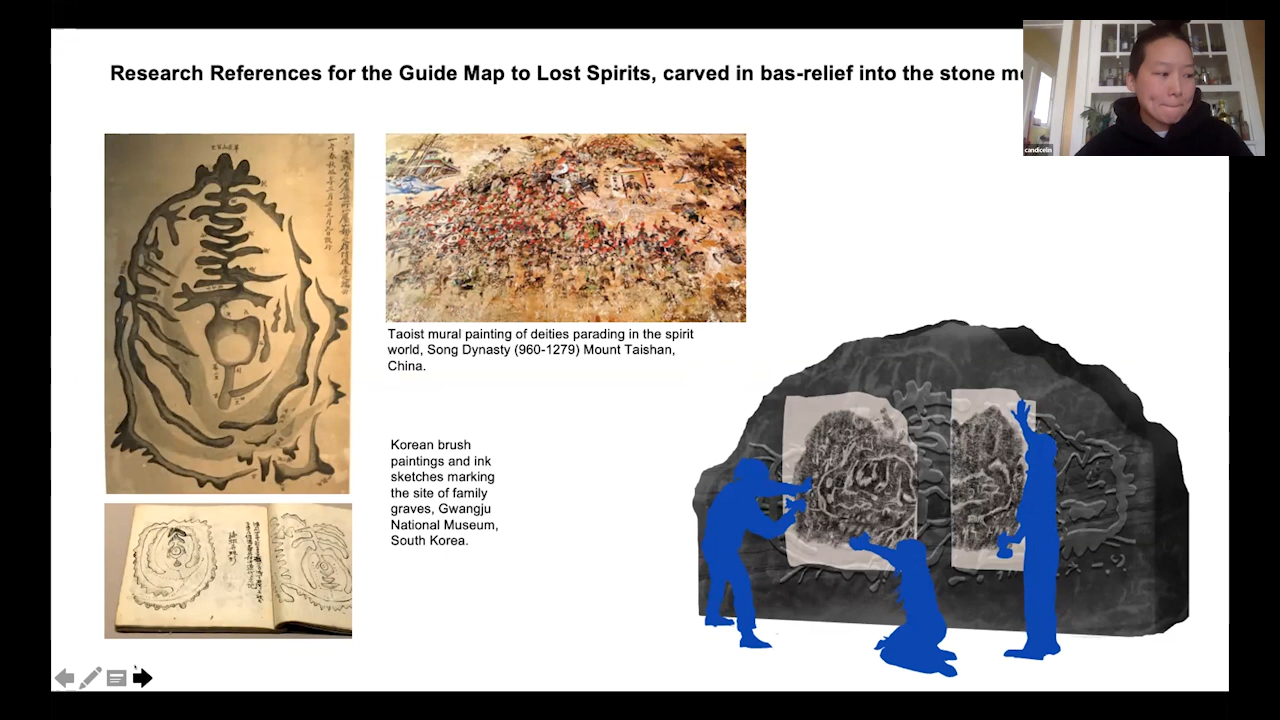 Research References for the Guide Map to Lost Spirits, carved in bas-relief into the stone
candicelin
Taoist mural painting of deities parading in the spirit
world, Song Dynasty (960-1279) Mount Taishan,
China.
Korean brush
paintings and ink
sketches marking
the site of family
graves, Gwangju
National Museum,
South Korea.